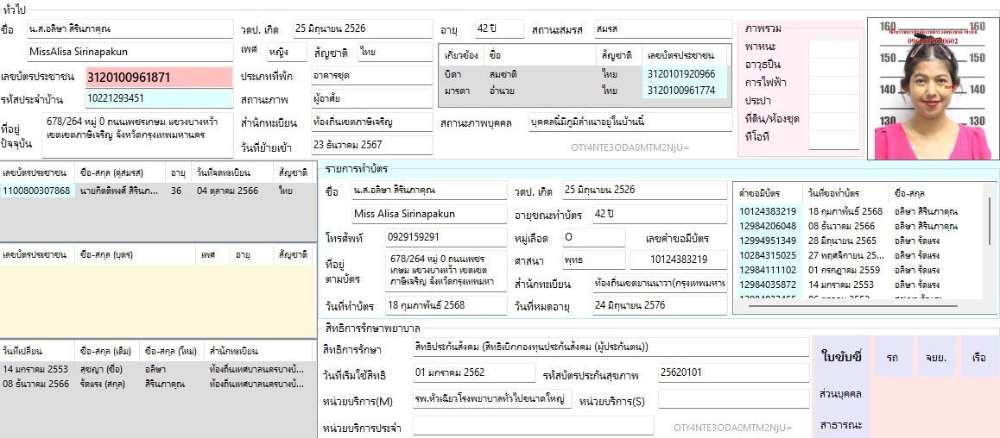 ทั่วไป
ชื่อ น.ส.อลิษา สิรินภาคุณ วดป. เกิด 25 มิถุนายน 2526 อายุ 42 ปี สถานะสมรส สมรส
MissAlisa Sirinapakun เพศ หญิง สัญชาติ ไทย
เลขบัตรประชาชน 3120100961871 ประเภทที่พัก อาคารชุด
รหัสประจำบ้าน 10221293451 สถานะภาพ ผู้อาศัย
ที่อยู่ปัจจุบัน 678/264 หมู่ 0 ถนนเพชรเกษม แขวงบางหว้า
เขตเขตภาษีเจริญ จังหวัดกรุงเทพมหานคร
สำนักทะเบียน ท้องถิ่นเขตภาษีเจริญ
วันที่ย้ายเข้า 23 ธันวาคม 2567
เกี่ยวข้อง ชื่อ สัญชาติ เลขบัตรประชาชน
บิดา สมชาติ ไทย 3120101920966
มารดา อำนวย ไทย 3120100961774
สถานะภาพบุคคล บุคคลนี้มีภูมิลำเนาอยู่ในบ้านนี้
OTY4NTE3ODA0MTM2NjU=
ภาพรวม
พาหนะ
อาวุธปืน
การไฟฟ้า
ประปา
ที่ดิน/ห้องชุด
ทีโอที
160 160
150 150
140 140
130 130
เลขบัตรประชาชน ชื่อ-สกุล (คู่สมรส) อายุ วันที่จดทะเบียน สัญชาติ
1100800307868 นายกิตติพงศ์ สิรินภ... 36 04 ตุลาคม 2566 ไทย
เลขบัตรประชาชน ชื่อ-สกุล (บุตร) เพศ อายุ สัญชาติ
วันที่เปลี่ยน ชื่อ-สกุล (เดิม) ชื่อ-สกุล (ใหม่) สำนักทะเบียน
14 มกราคม 2553 สุชญา (ชื่อ) อลิษา ท้องถิ่นเทศบาลนครบางบั...
08 ธันวาคม 2566 รัดแรง (สกุล) สิรินภาคุณ ท้องถิ่นเทศบาลนครบางบั...
รายการทำบัตร
ชื่อ น.ส.อลิษา สิรินภาคุณ วดป. เกิด 25 มิถุนายน 2526
Miss Alisa Sirinapakun อายุขณะทำบัตร 42 ปี
โทรศัพท์ 0929159291 หมู่เลือด O เลขคำขอมีบัตร
ที่อยู่ตามบัตร 678/264 หมู่ 0 ถนนเพชร
เกษม แขวงบางหว้า เขตเขต
ภาษีเจริญ จังหวัดกรุงเทพมหา
ศาสนา พุทธ 10124383219
สำนักทะเบียน ท้องถิ่นเขตยานนาวา(กรุงเทพมหาน
วันที่ทำบัตร 18 กุมภาพันธ์ 2568 วันที่หมดอายุ 24 มิถุนายน 2576
คำขอมีบัตร วันที่ขอทำบัตร ชื่อ-สกุล
10124383219 18 กุมภาพันธ์ 2568 อลิษา สิรินภาคุณ
12984206048 08 ธันวาคม 2566 อลิษา สิรินภาคุณ
12994951349 28 มิถุนายน 2565 อลิษา รัดแรง
10284315025 27 พฤศจิกายน 25... อลิษา รัดแรง
12984111102 01 กรกฎาคม 2559 อลิษา รัดแรง
12984035872 14 มกราคม 2553 อลิษา รัดแรง
สิทธิการรักษาพยาบาล
สิทธิการรักษา สิทธิประกันสังคม (สิทธิเบิกกองทุนประกันสังคม (ผู้ประกันตน))
วันที่เริ่มใช้สิทธิ 01 มกราคม 2562 รหัสบัตรประกันสุขภาพ 25620101
หน่วยบริการ(M) รพ.หัวเฉียวโรงพยาบาลทั่วไปขนาดใหญ่ หน่วยบริการ(S)
หน่วยบริการประจำ OTY4NTE3ODA0MTM2NjU=
ใบขับขี่ รถ จยย. เรือ
ส่วนบุคคล
สาธารณะ